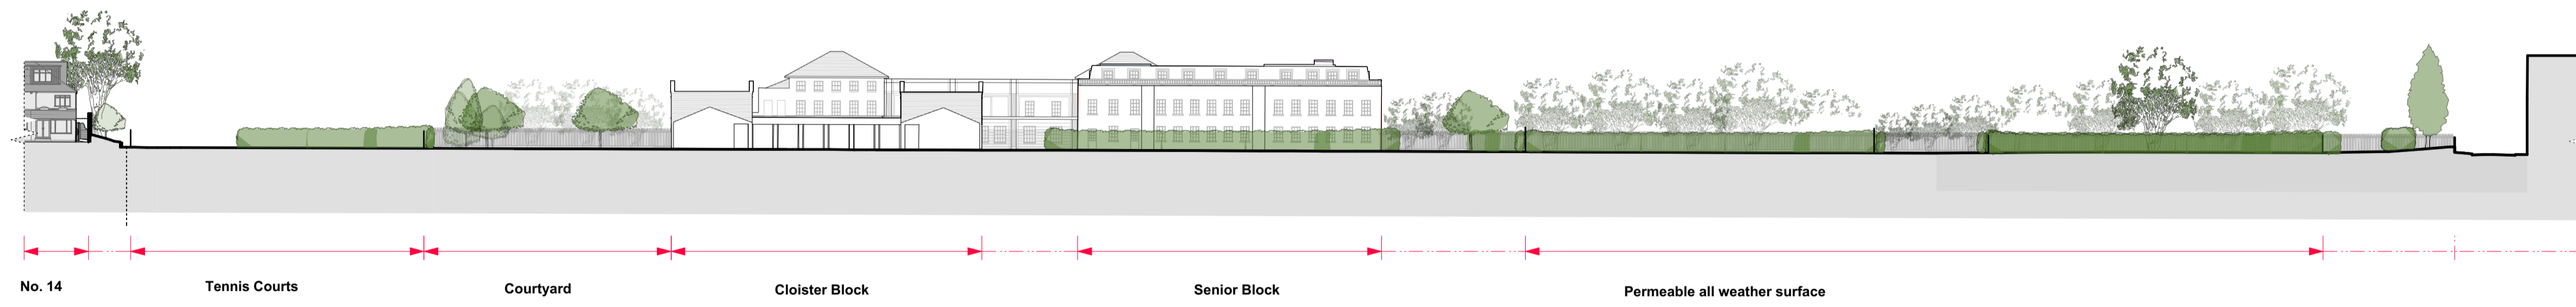 No. 14
Tennis Courts
Courtyard
Cloister Block
Senior Block
Permeable all weather surface